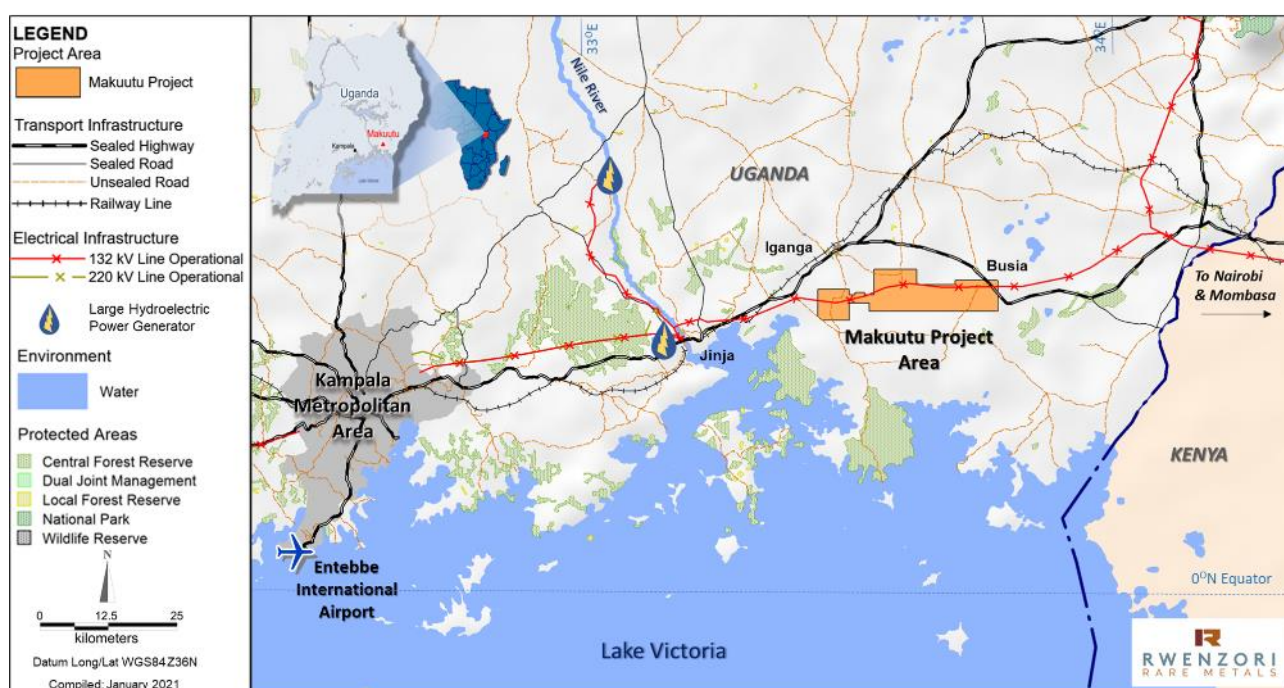 LEGEND
Project Area
Makuutu Project
Transport Infrastructure
Sealed Highway
Sealed Road
Unsealed Road
Railway Line
Electrical Infrastructure
132 kV Line Operational
220 kV Line Operational
Large Hydroelectric
Power Generator
Environment
Water
Protected Areas
Central Forest Reserve
Dual Joint Management
Local Forest Reserve
National Park
Wildlife Reserve
N
0 12.5 25
kilometers
Datum Long/Lat WGS84 Z36N
Compiled: January 2021
Uganda
Makuutu
Kampala
33°E
34°E
Nile River
UGANDA
Iganga
Busia
To Nairobi
& Mombasa
Makuutu Project
Area
Jinja
Kampala
Metropolitan
Area
KENYA
Entebbe
International
Airport
0°N Equator
Lake Victoria
RWENZORI
RARE METALS